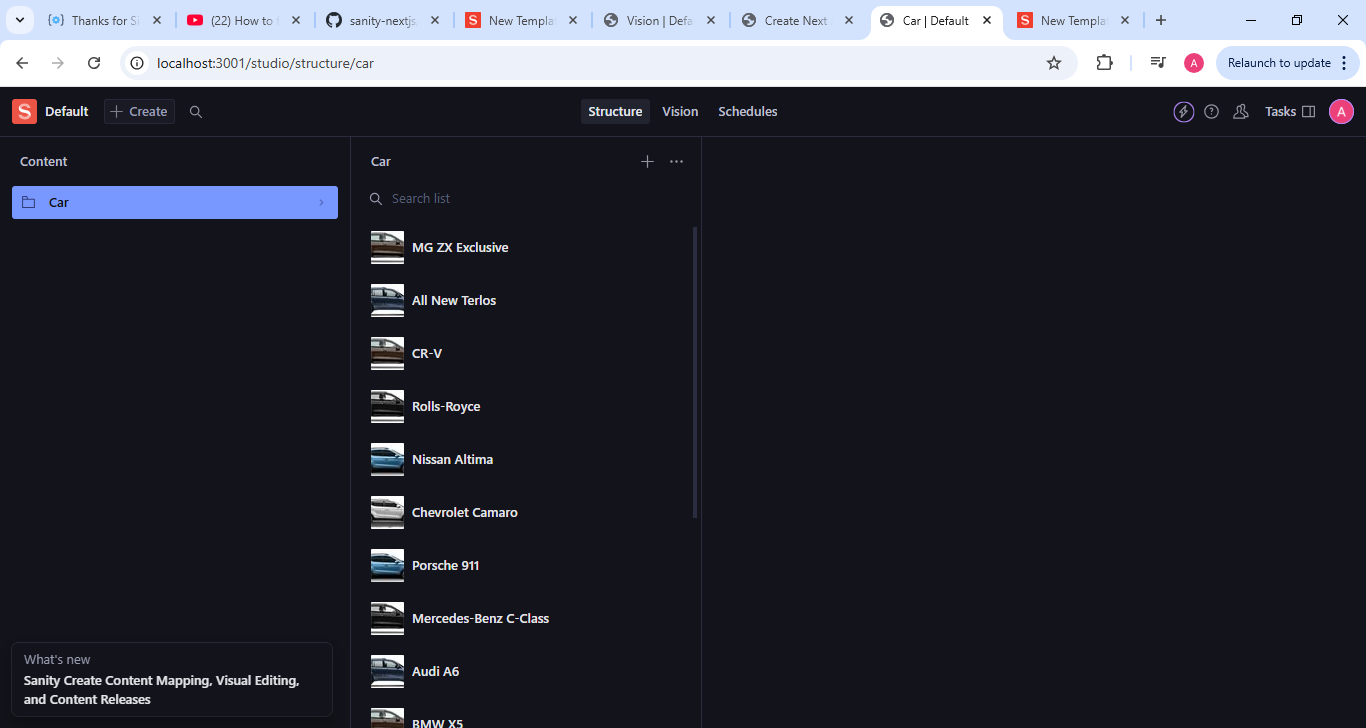 Thanks for Si
(22) How to f
sanity-nextjs
New Templat
Vision | Defa
Create Next
Car | Default
New Templat
localhost:3001/studio/structure/car
A
Relaunch to update
S
Default
Create
Structure
Vision
Schedules
Tasks
A
Content
Car
Car
Search list
MG ZX Exclusive
All New Terlos
CR-V
Rolls-Royce
Nissan Altima
Chevrolet Camaro
Porsche 911
Mercedes-Benz C-Class
Audi A6
BMW X5
What's new
Sanity Create Content Mapping, Visual Editing,
and Content Releases